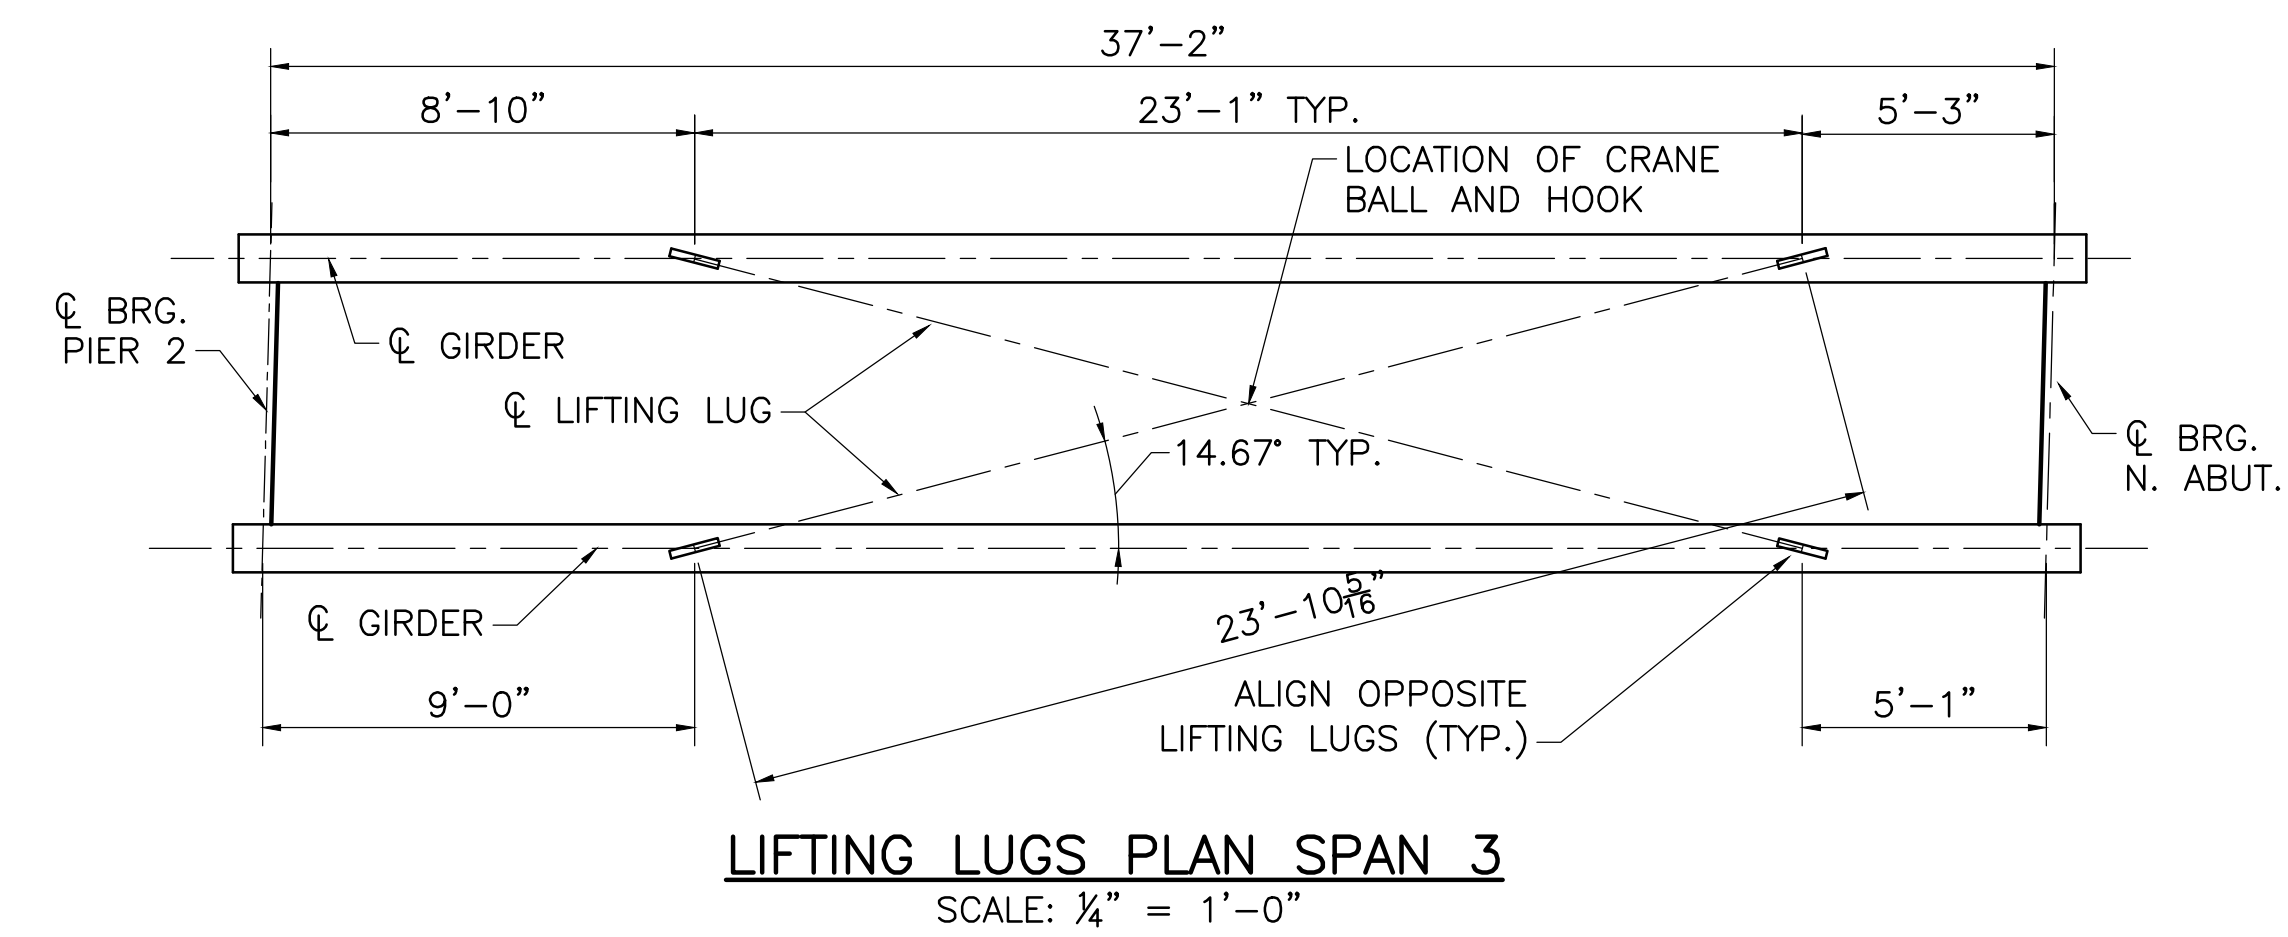 37'-2"
8'-10"
23'-1" TYP.
5'-3"
LOCATION OF CRANE
BALL AND HOOK
℄ BRG.
PIER 2
℄ GIRDER
℄ LIFTING LUG
14.67° TYP.
℄ BRG.
N. ABUT.
℄ GIRDER
23'-10 5/16"
9'-0"
ALIGN OPPOSITE
LIFTING LUGS (TYP.)
5'-1"
LIFTING LUGS PLAN SPAN 3
SCALE: ¼" = 1'-0"